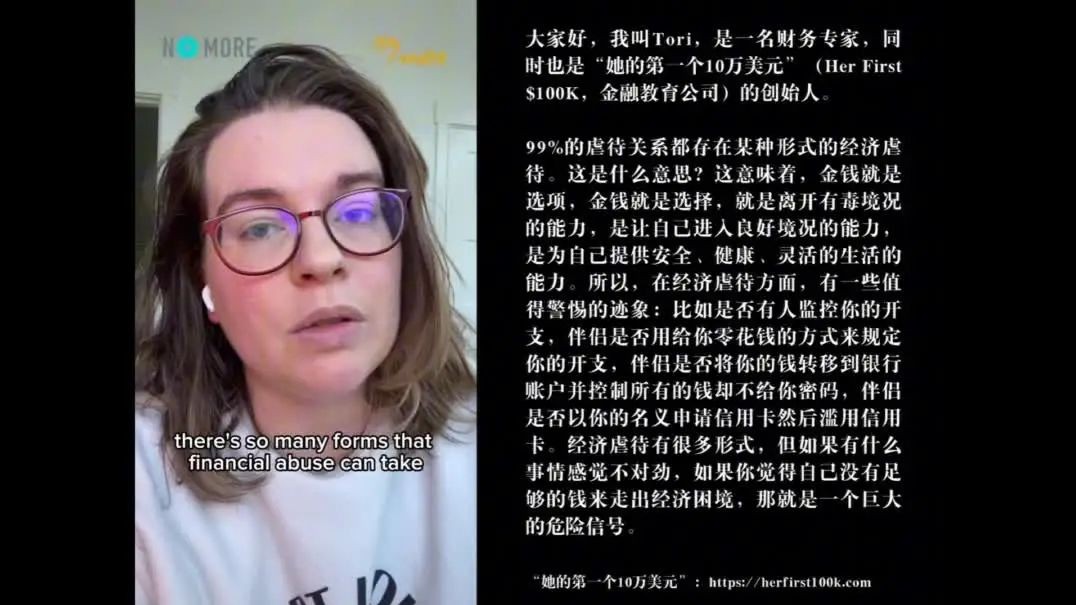 NO MORE
there's so many forms that
financial abuse can take
大家好，我叫Tori，是一名财务专家，同
时也是“她的第一个10万美元”（Her First
$100K，金融教育公司）的创始人。
99%的虐待关系都存在某种形式的经济虐
待。这是什么意思？这意味着，金钱就是
选项，金钱就是选择，就是离开有毒境况
的能力，是让自己进入良好境况的能力，
是为自己提供安全、健康、灵活的生活的
能力。所以，在经济虐待方面，有一些值
得警惕的迹象：比如是否有人监控你的开
支，伴侣是否用给你零花钱的方式来规定
你的开支，伴侣是否将你的钱转移到银行
账户并控制所有的钱却不给你密码，伴侣
是否以你的名义申请信用卡然后滥用信用
卡。经济虐待有很多形式，但如果有什么
事情感觉不对劲，如果你觉得自己没有足
够的钱来走出经济困境，那就是一个巨大
的危险信号。
“她的第一个10万美元”：https://herfirst100k.com